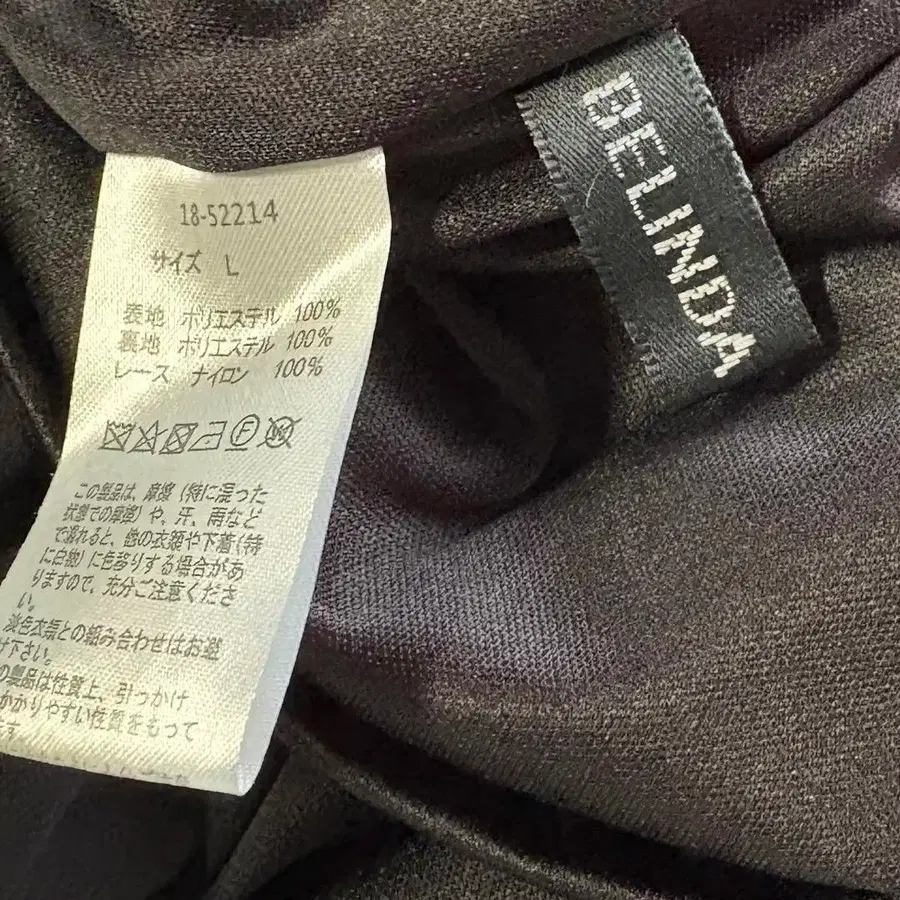 18-52214
サイズ L
表地 ポリエステル 100%
裏地 ポリエステル 100%
レース ナイロン 100%
この製品は、摩擦（特に湿った
状態での摩擦）や、汗、雨など
で濡れると、他の衣類や下着（特
に白物）に色移りする場合があ
りますので、充分ご注意くださ
い。
淡色衣類との組み合わせはお避
け下さい。
の製品は性質上、引っかけ
かかりやすい性質をもって
ます
BELINDA